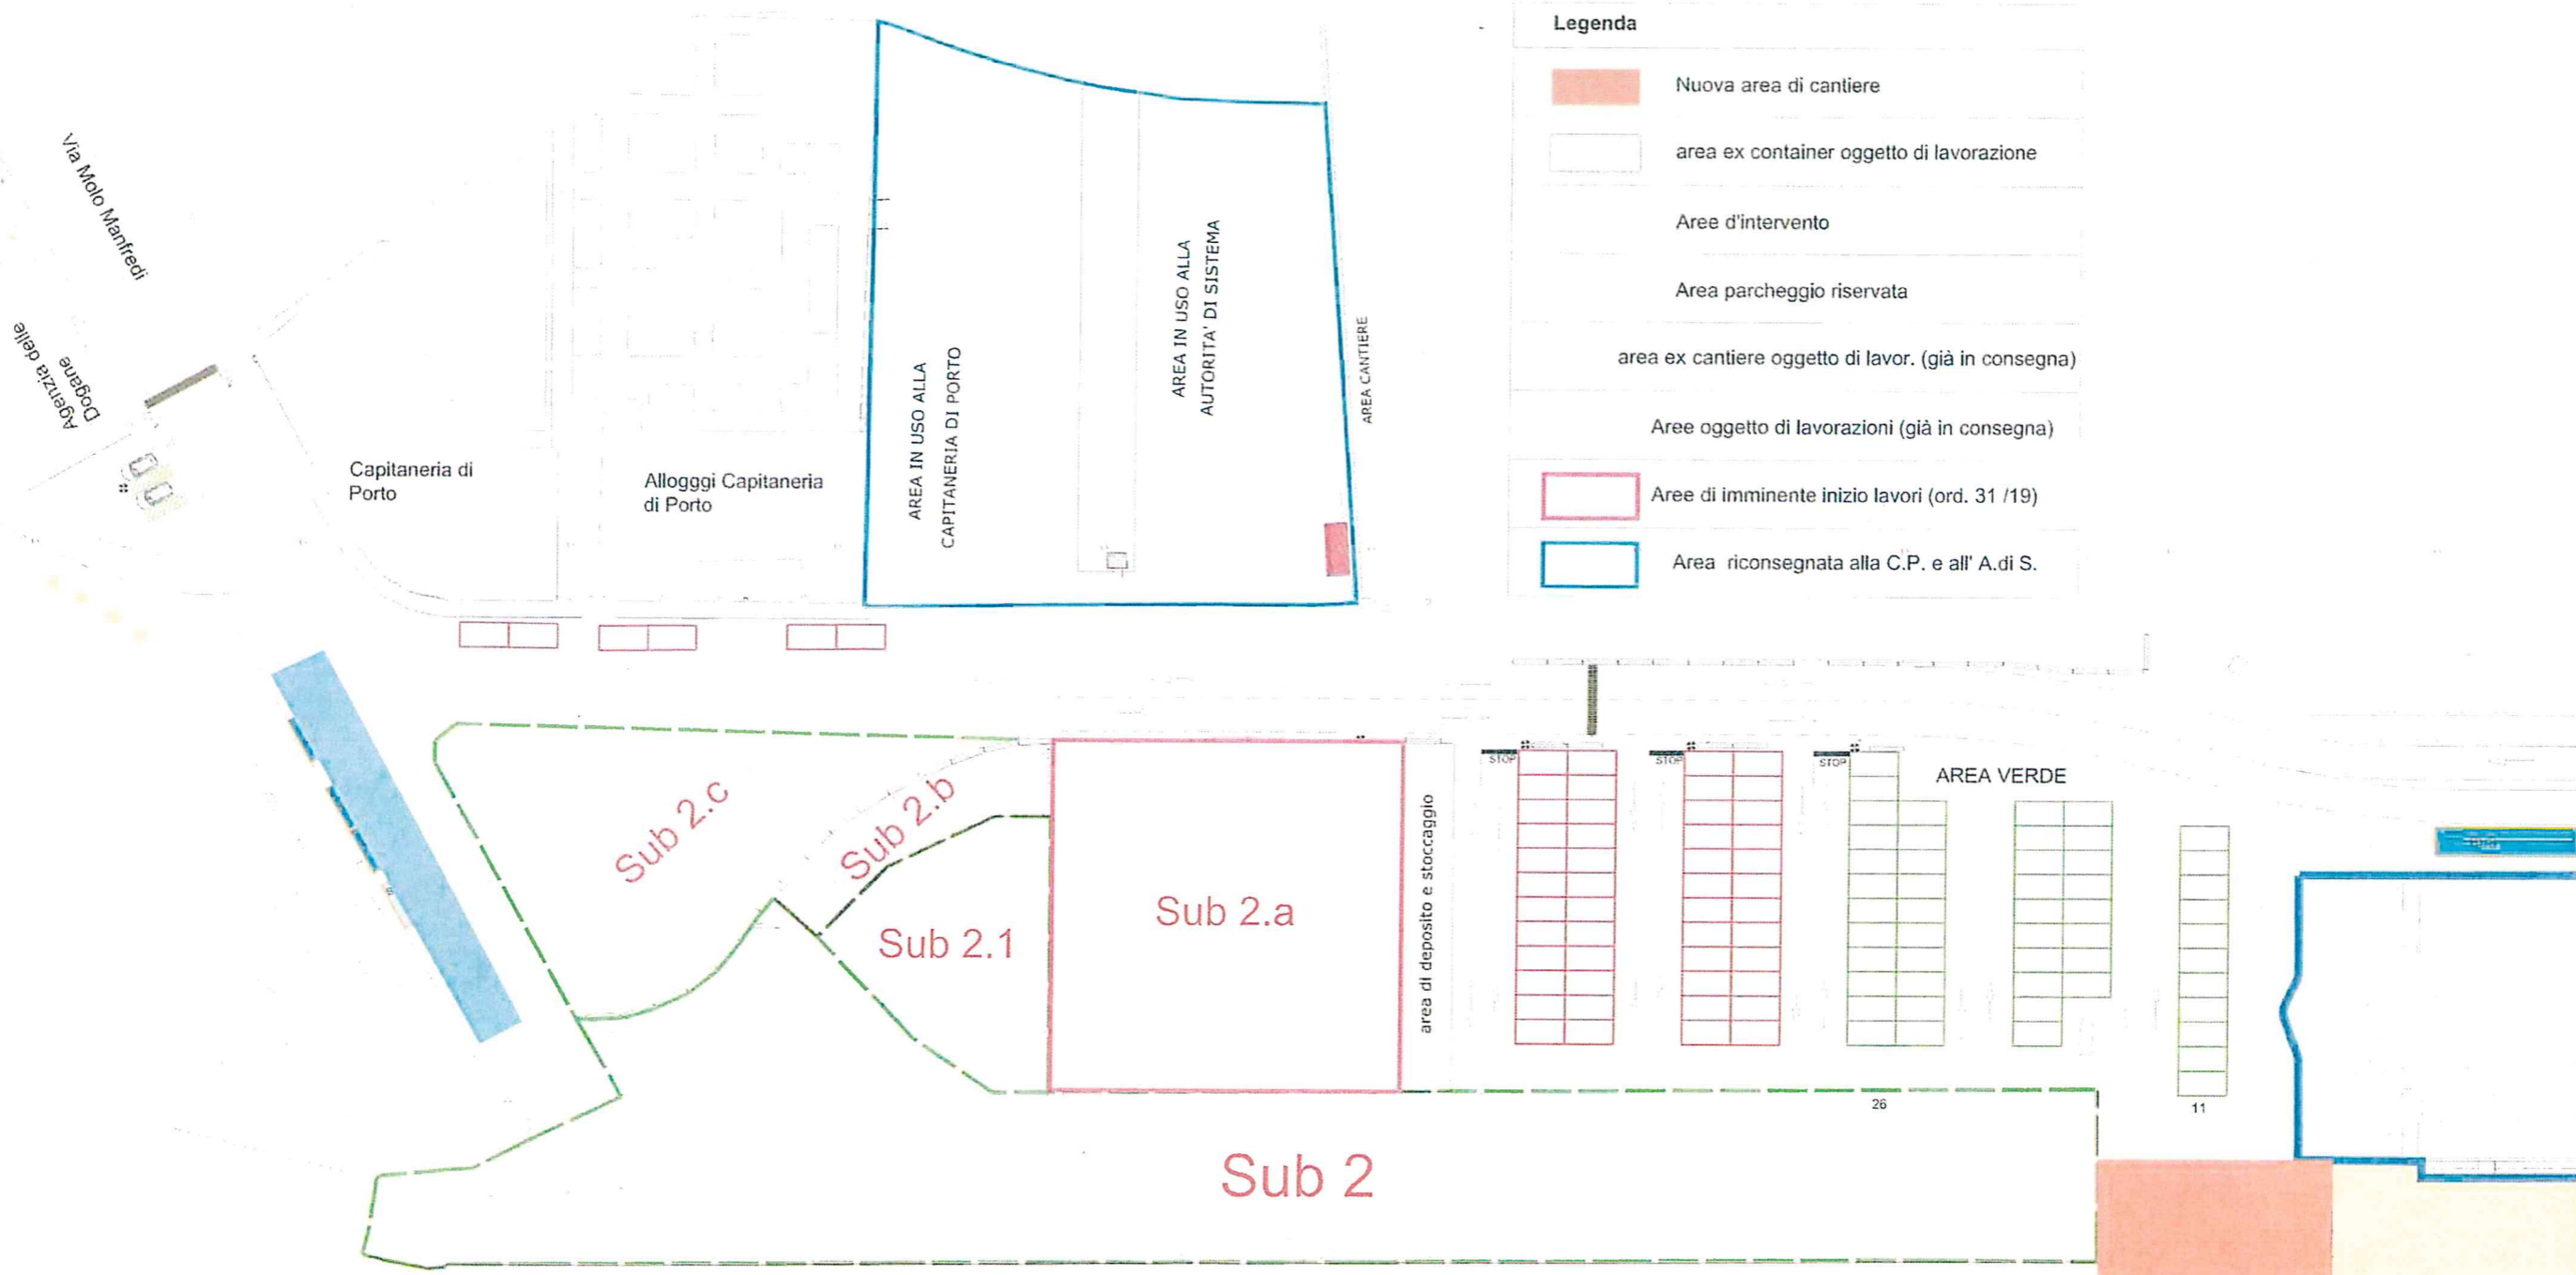 Legenda
Nuova area di cantiere
area ex container oggetto di lavorazione
Aree d'intervento
Area parcheggio riservata
area ex cantiere oggetto di lavor. (già in consegna)
Aree oggetto di lavorazioni (già in consegna)
Aree di imminente inizio lavori (ord. 31 /19)
Area riconsegnata alla C.P. e all' A.di S.
Via Molo Manfredi
Agenzia delle
Dogane
Capitaneria di
Porto
Allogggi Capitaneria
di Porto
AREA IN USO ALLA
CAPITANERIA DI PORTO
AREA IN USO ALLA
AUTORITA' DI SISTEMA
AREA CANTIERE
Sub 2.c
Sub 2.b
Sub 2.1
Sub 2.a
area di deposito e stoccaggio
STOP
STOP
STOP
AREA VERDE
26
11
Sub 2